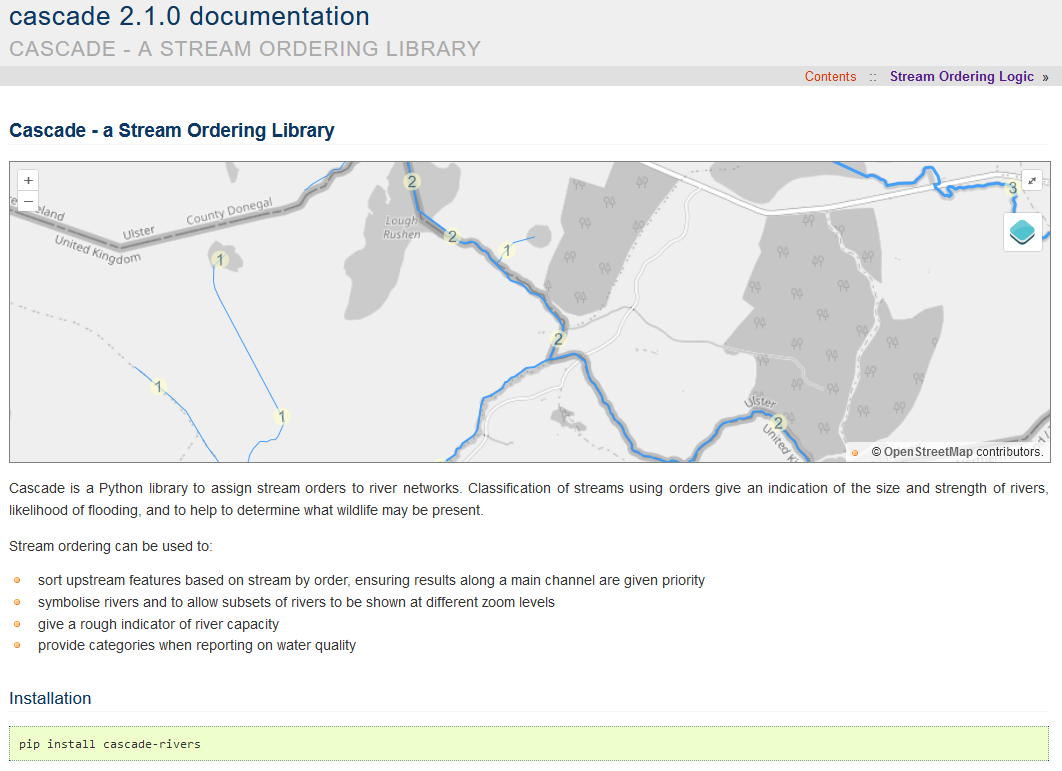 cascade 2.1.0 documentation
CASCADE - A STREAM ORDERING LIBRARY
Contents :: Stream Ordering Logic »
Cascade - a Stream Ordering Library
+
−
County Donegal
Ulster
United Kingdom
Lough
Rushen
2
2
1
1
3
2
1
1
Ulster
2
© OpenStreetMap contributors.
Cascade is a Python library to assign stream orders to river networks. Classification of streams using orders give an indication of the size and strength of rivers,
likelihood of flooding, and to help to determine what wildlife may be present.
Stream ordering can be used to:
sort upstream features based on stream by order, ensuring results along a main channel are given priority
symbolise rivers and to allow subsets of rivers to be shown at different zoom levels
give a rough indicator of river capacity
provide categories when reporting on water quality
Installation
pip install cascade-rivers